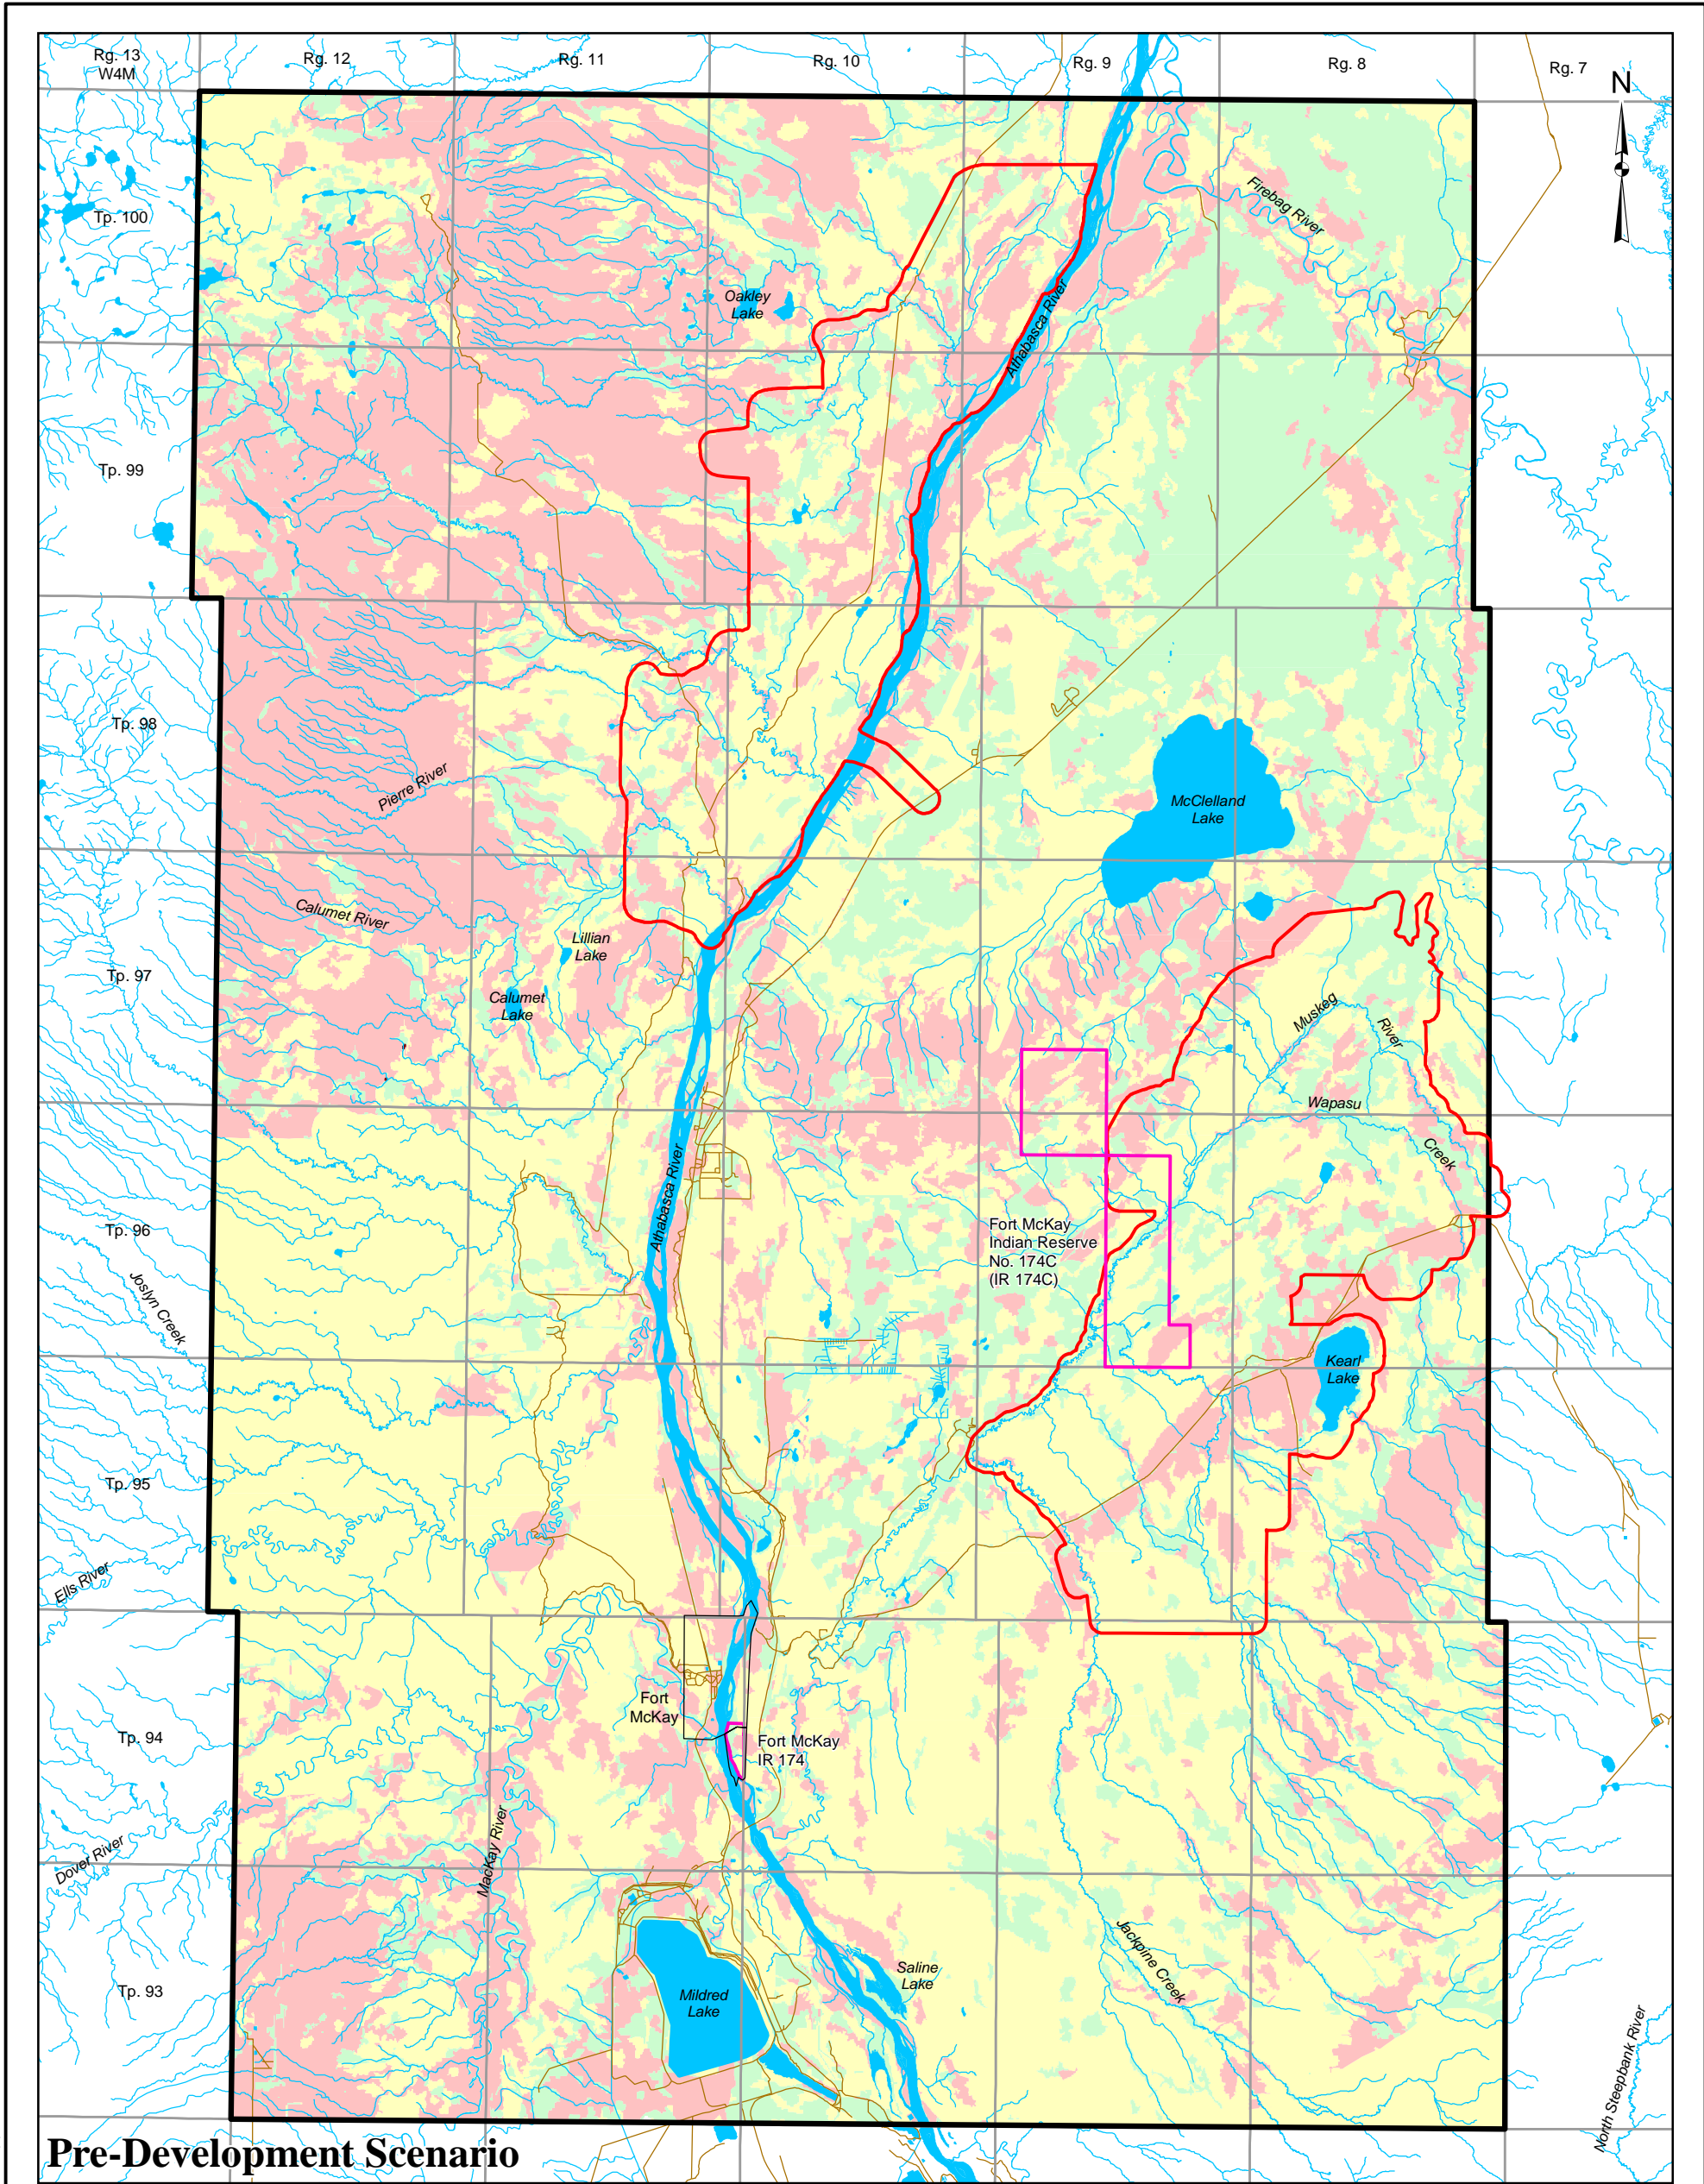 Rg. 13
W4M
Rg. 12
Rg. 11
Rg. 10
Rg. 9
Rg. 8
Rg. 7
N
Tp. 100
Firebag River
Oakley
Lake
Athabasca River
Tp. 99
Tp. 98
Pierre River
McClelland
Lake
Calumet River
Lillian
Lake
Tp. 97
Calumet
Lake
Muskeg
River
Wapasu
Creek
Athabasca River
Tp. 96
Fort McKay
Indian Reserve
No. 174C
(IR 174C)
Joslyn Creek
Kearl
Lake
Tp. 95
Ells River
Fort
McKay
Tp. 94
Fort McKay
IR 174
MacKay River
Dover River
Jackpine Creek
Saline
Lake
Tp. 93
Mildred
Lake
North Steepbank River
Pre-Development Scenario